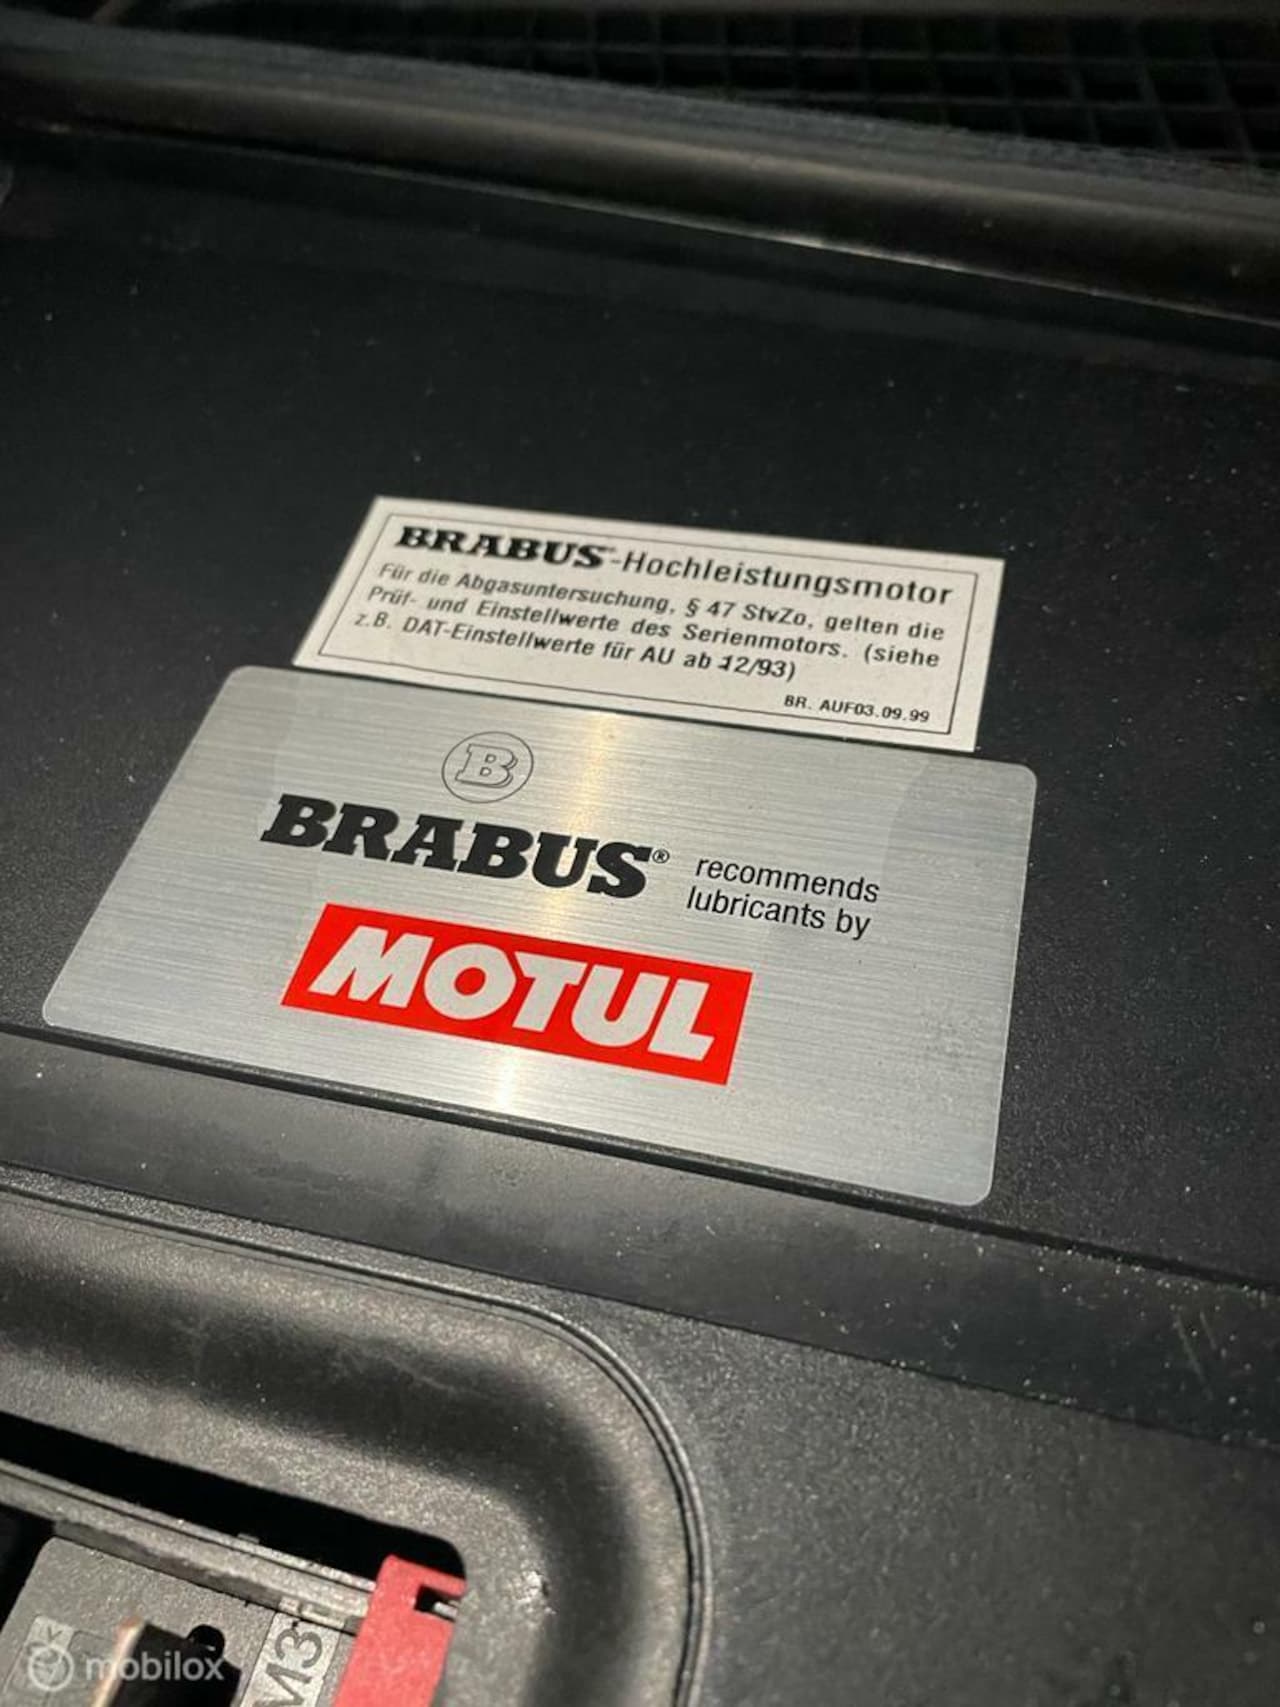 BRABUS®-Hochleistungsmotor
Für die Abgasuntersuchung, § 47 StvZo, gelten die
Prüf- und Einstellwerte des Serienmotors. (siehe
z.B. DAT-Einstellwerte für AU ab 12/93)
BR. AUF03.09.99
B
BRABUS® recommends
lubricants by
MOTUL
M3
mobilox